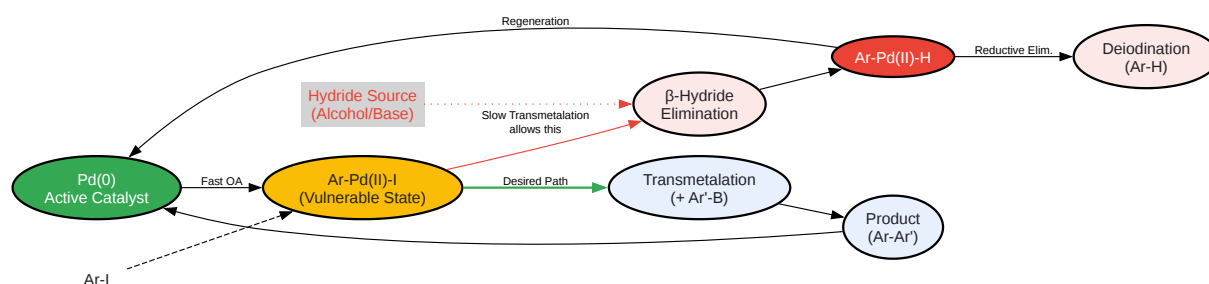 Regeneration
Ar-Pd(II)-H
Reductive Elim.
Deiodination
(Ar-H)
Hydride Source
(Alcohol/Base)
β-Hydride
Elimination
Slow Transmetalation
allows this
Pd(0)
Active Catalyst
Fast OA
Ar-Pd(II)-I
(Vulnerable State)
Desired Path
Transmetalation
(+ Ar'-B)
Product
(Ar-Ar')
Ar-I